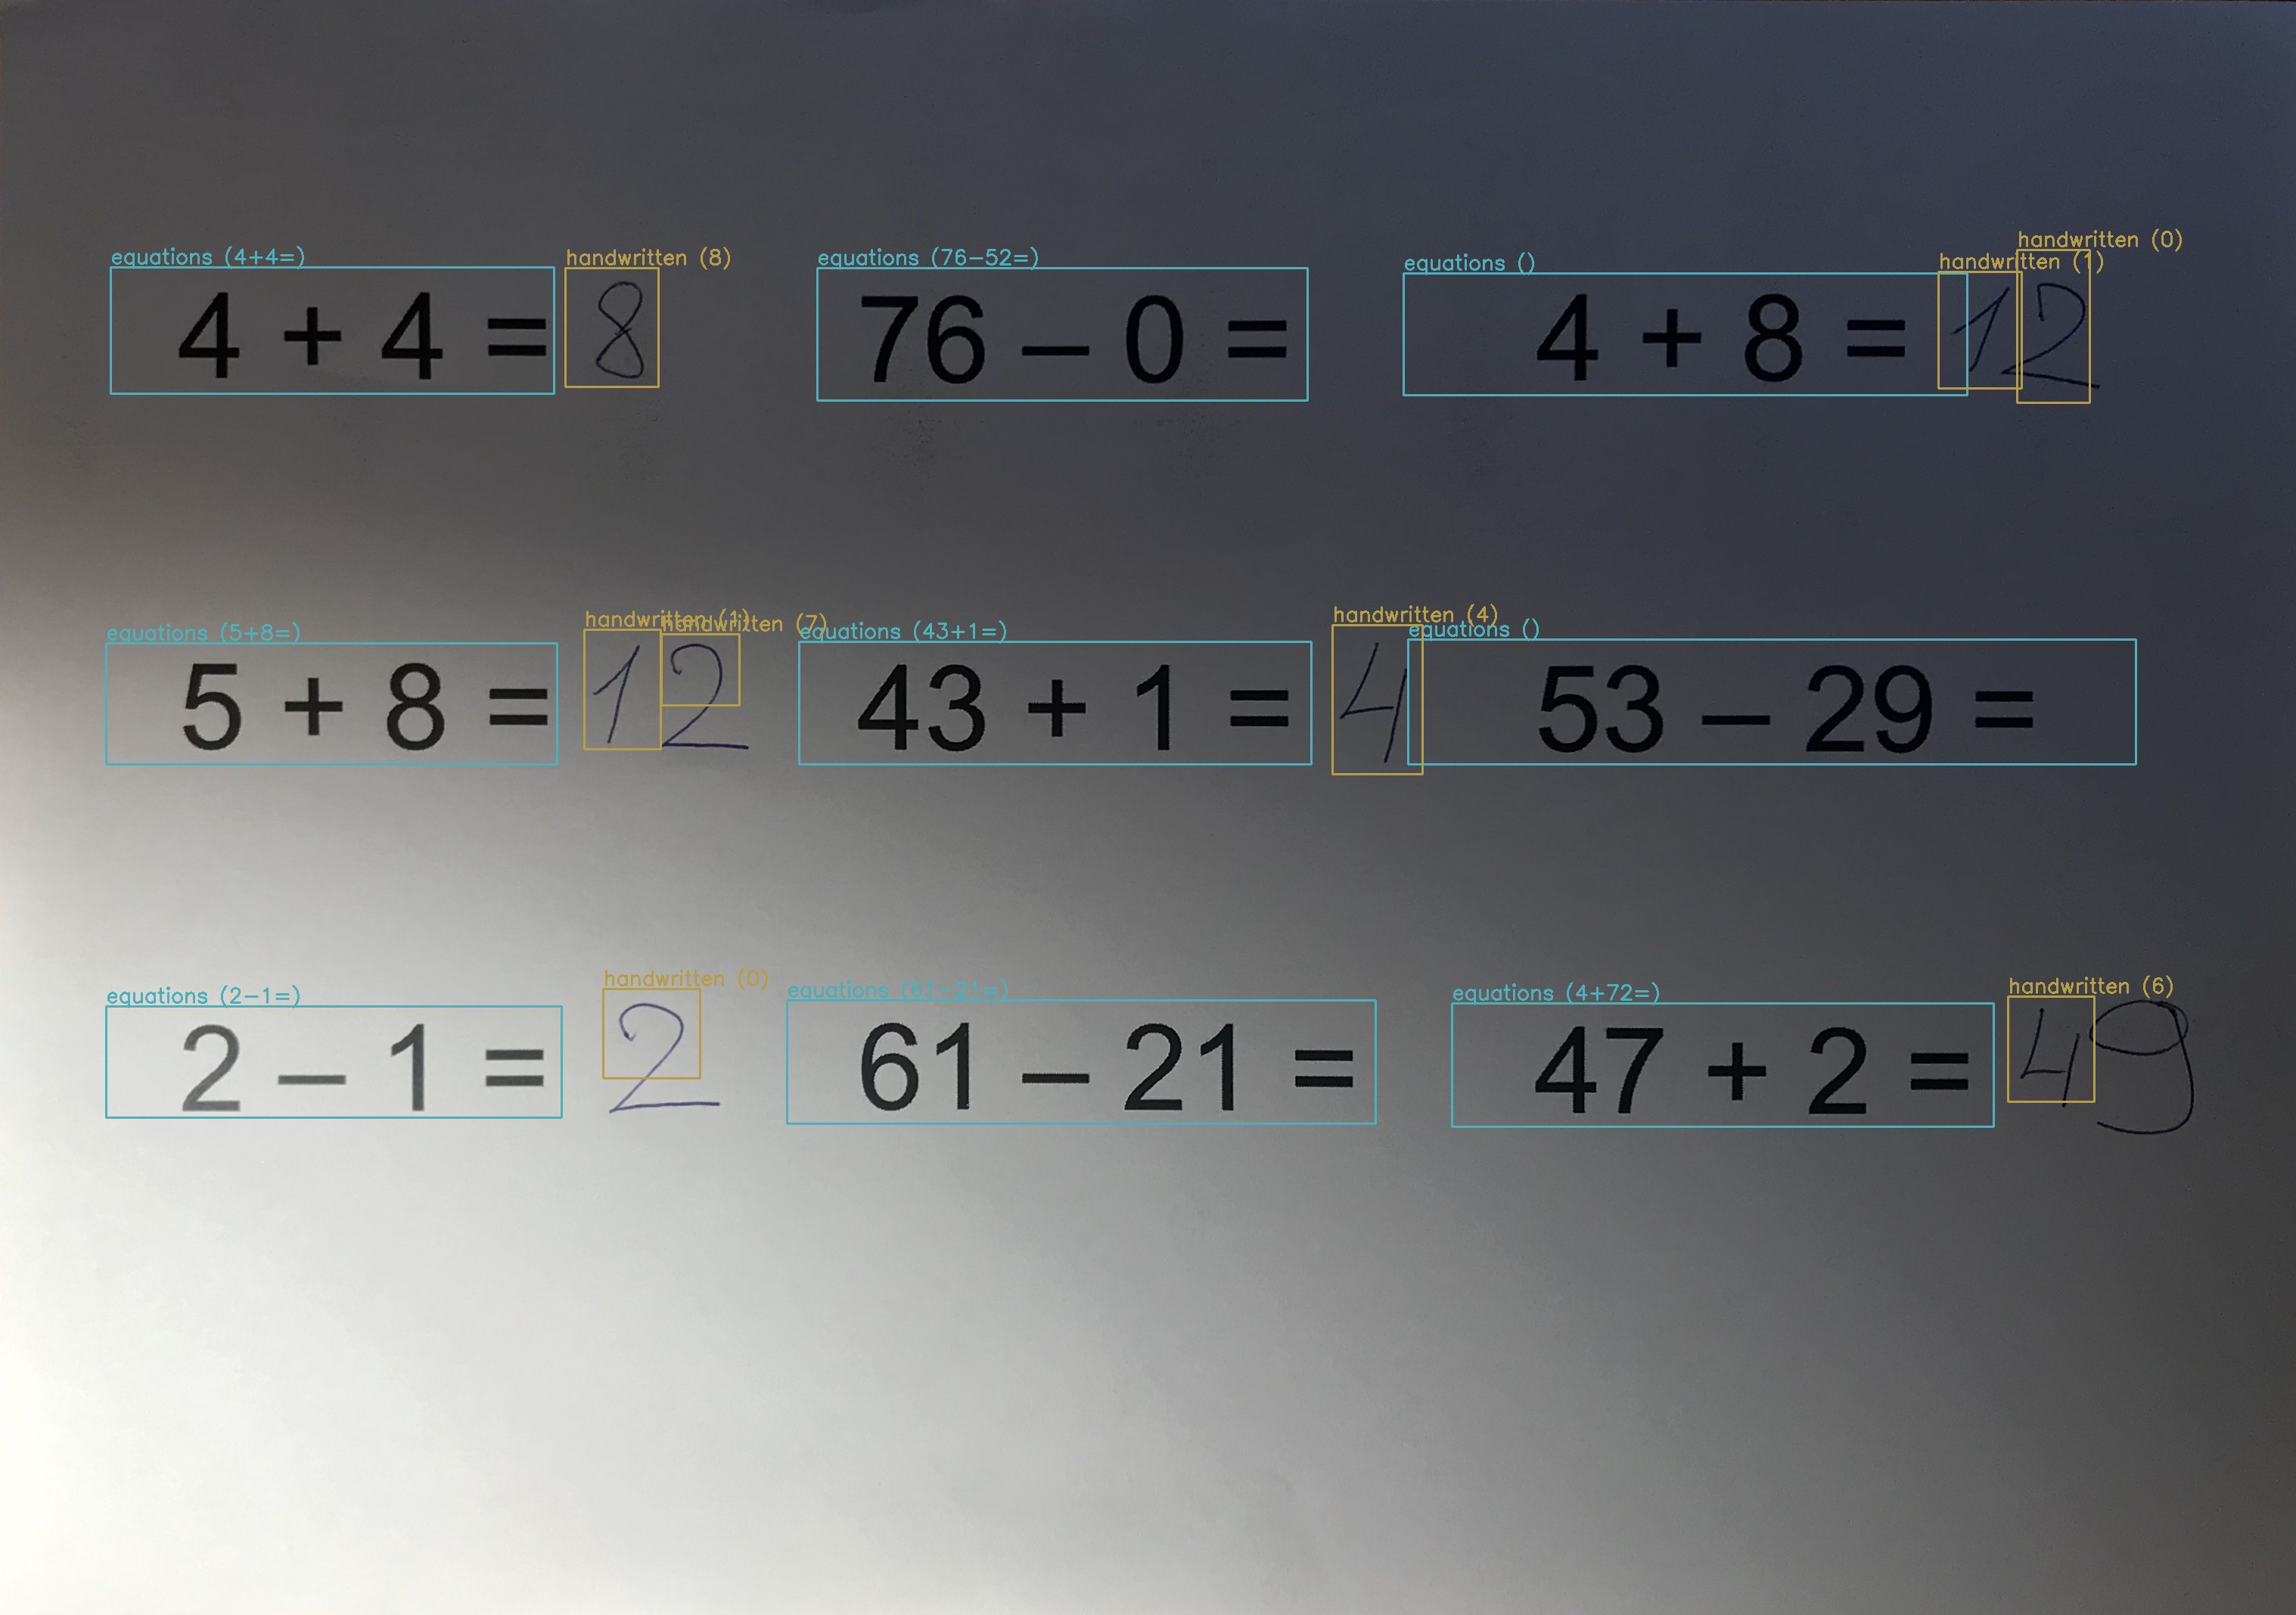 equations (4+4=) handwritten (8) equations (76-52=) equations () handwritten (1) handwritten (0)
4 + 4 = 8 76 – 0 = 4 + 8 = 12
equations (5+8=) handwritten (1) handwritten (7) equations (43+1=) handwritten (4) equations ()
5 + 8 = 12 43 + 1 = 4 53 – 29 =
equations (2-1=) handwritten (0) equations (61-21=) equations (4+72=) handwritten (6)
2 – 1 = 2 61 – 21 = 47 + 2 = 49